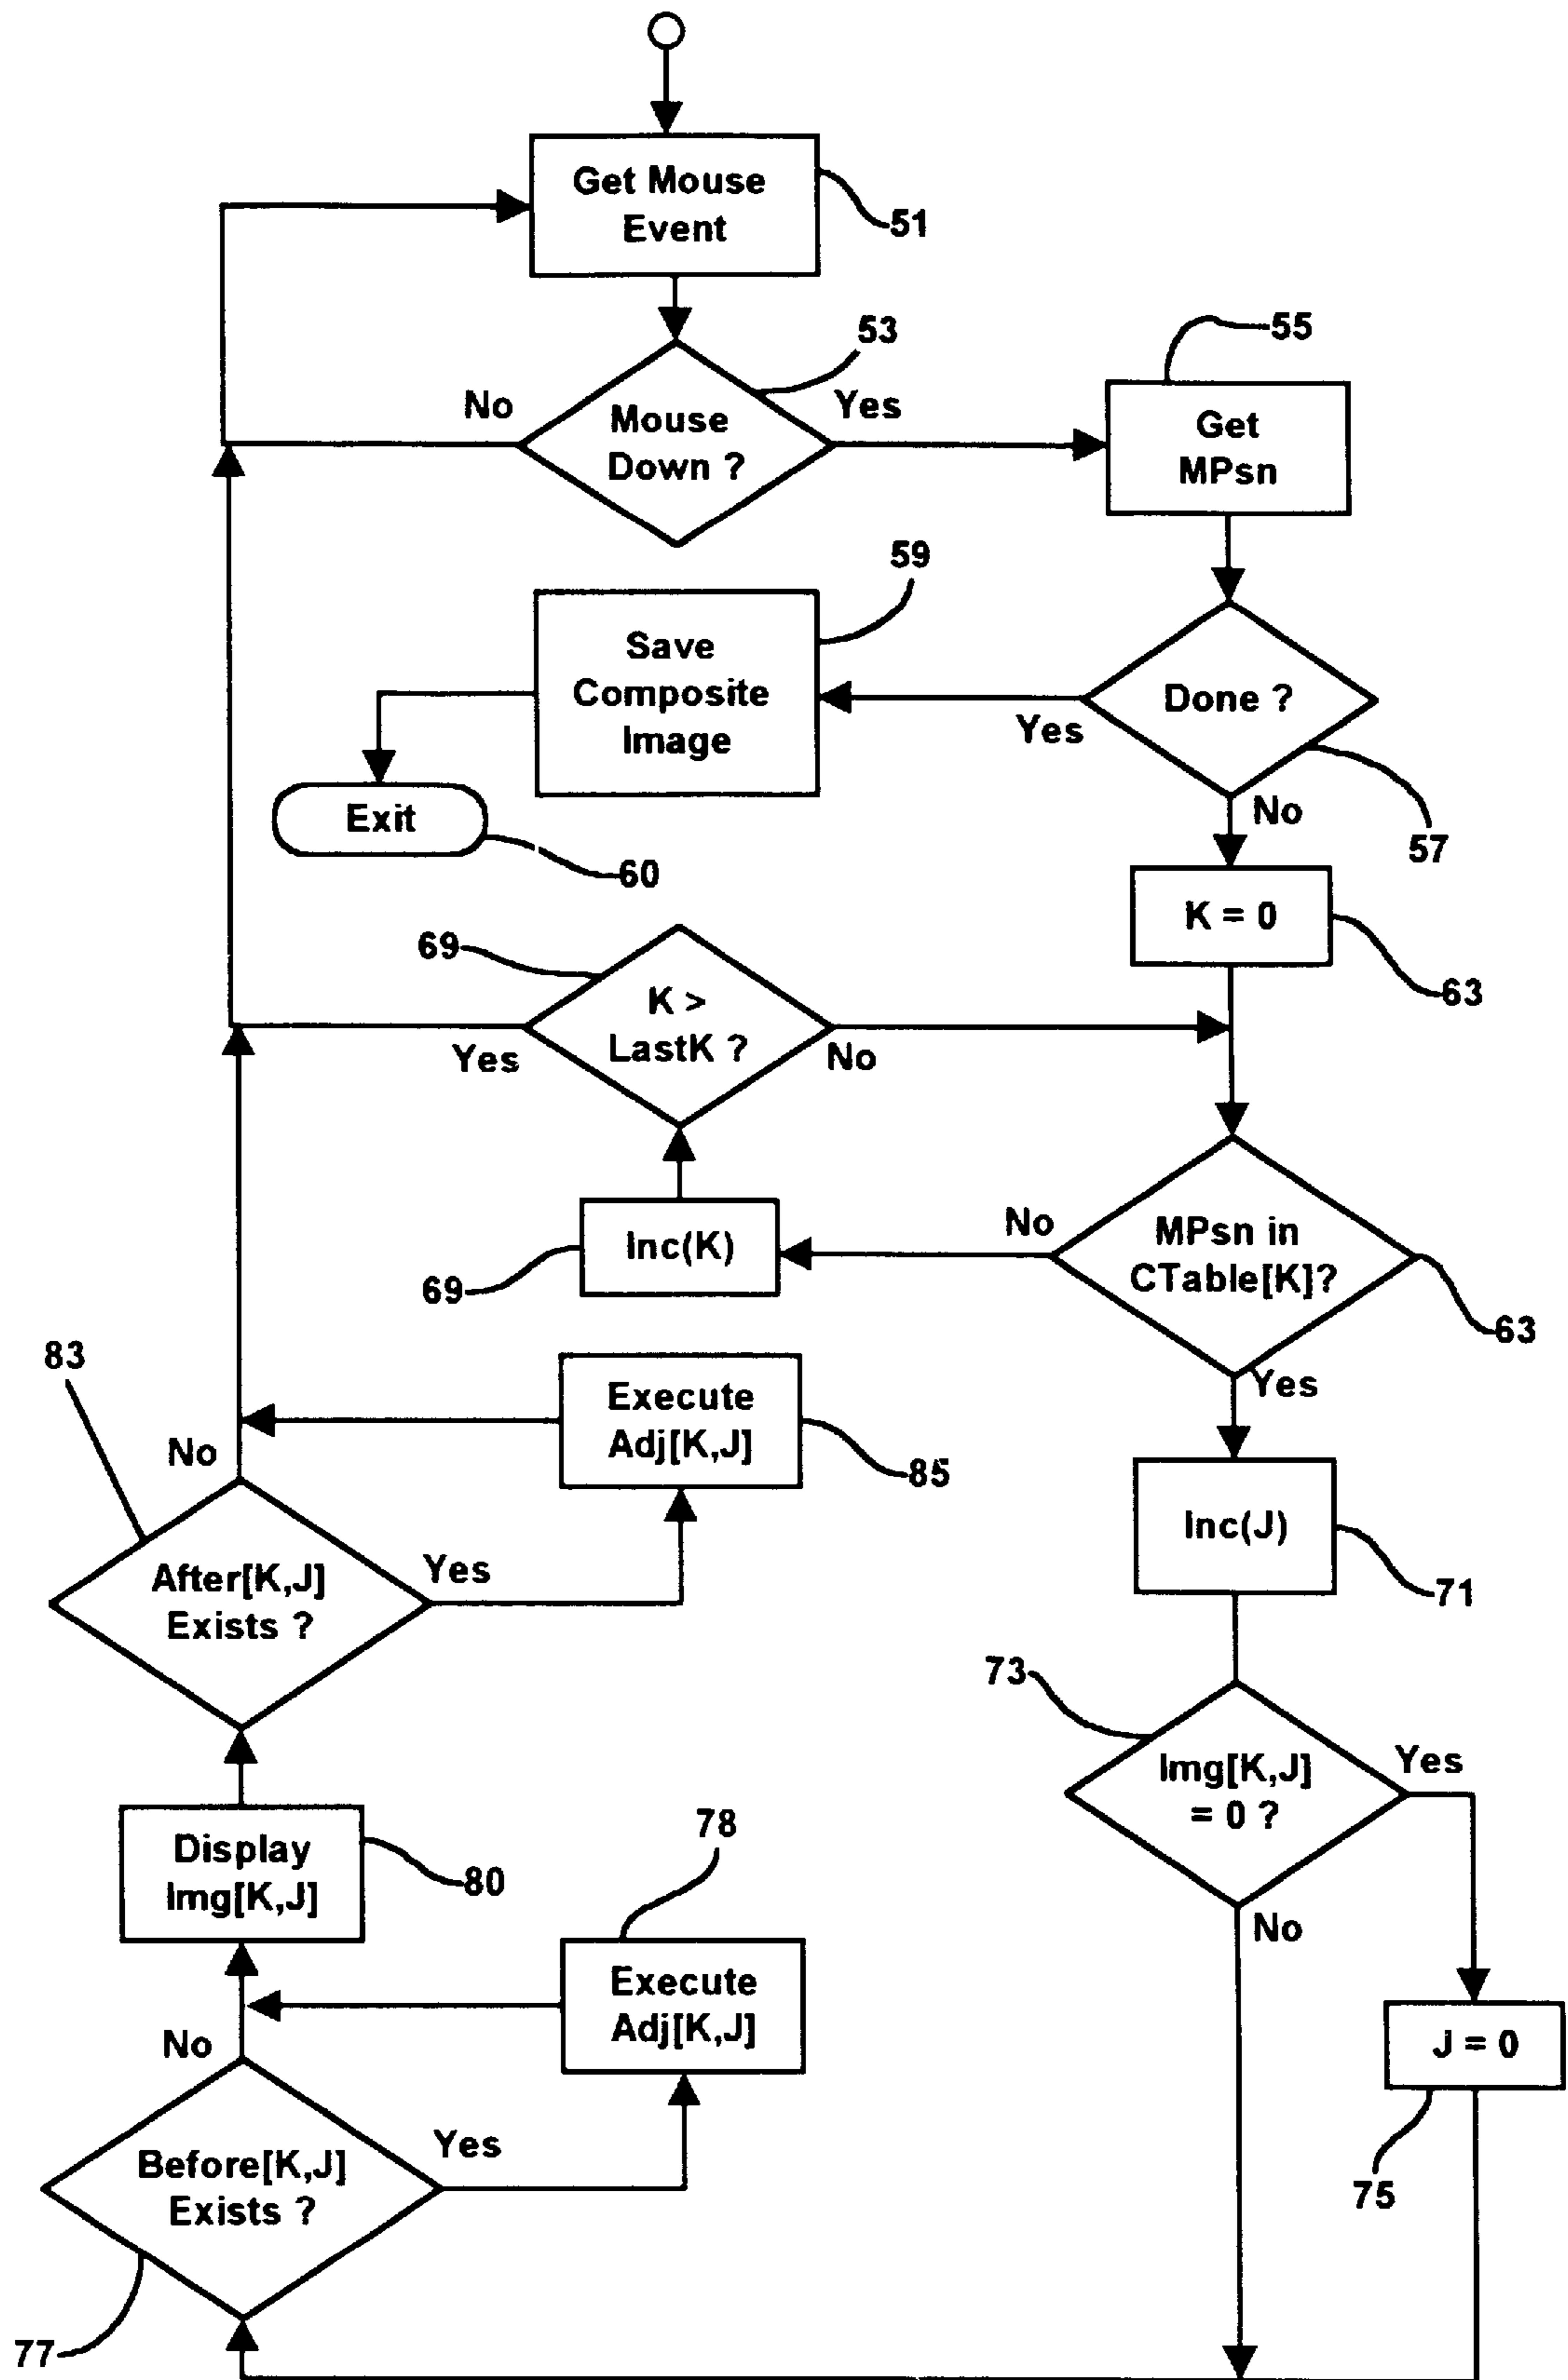 Get Mouse
Event
51
53
55
No
Mouse
Down ?
Yes
Get
MPsn
59
Save
Composite
Image
Yes
Done ?
57
Exit
60
No
K = 0
63
69
K >
LastK ?
Yes
No
Inc(K)
69
No
MPsn in
CTable[K]?
63
Yes
83
Execute
Adj[K,J]
85
No
After[K,J]
Exists ?
Yes
Inc(J)
71
73
Img[K,J]
= 0 ?
Yes
No
Display
Img[K,J]
80
78
Execute
Adj[K,J]
No
J = 0
75
Before[K,J]
Exists ?
Yes
77